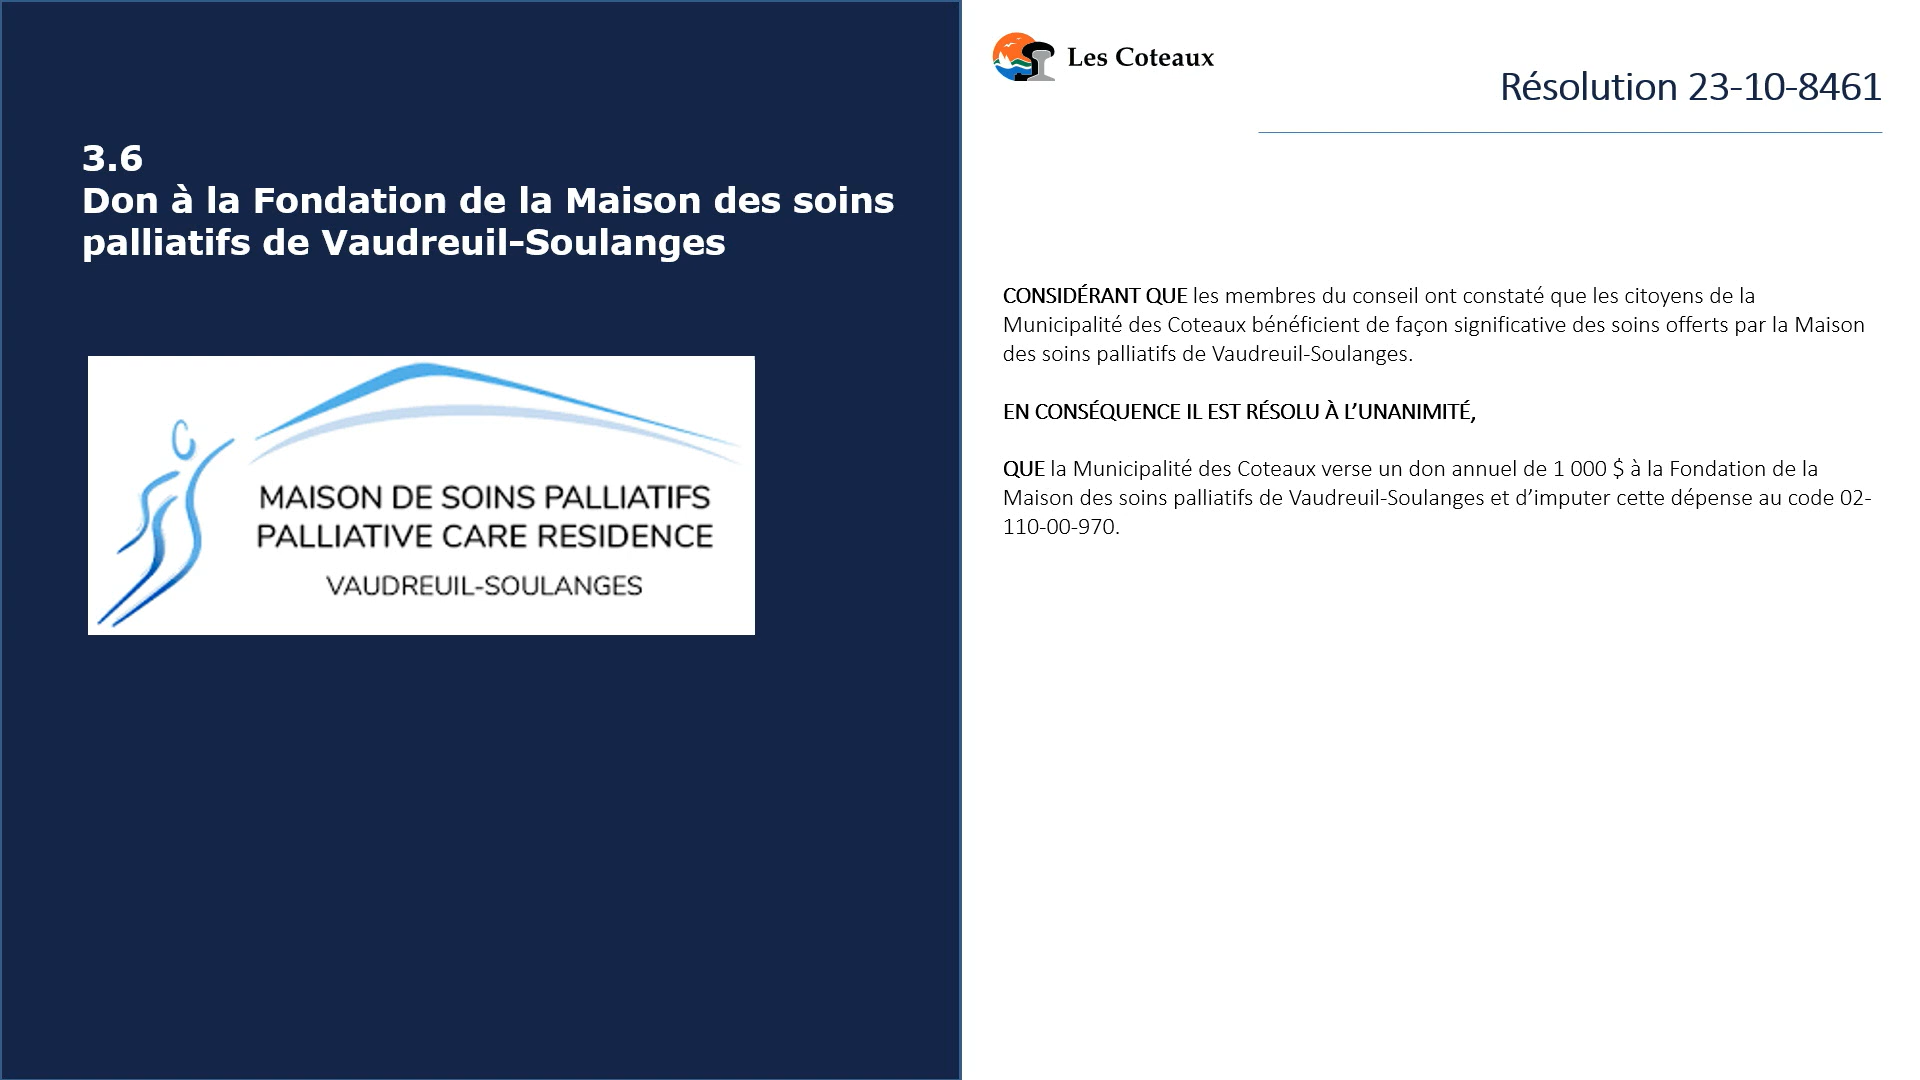 3.6
Don à la Fondation de la Maison des soins
palliatifs de Vaudreuil-Soulanges
MAISON DE SOINS PALLIATIFS
PALLIATIVE CARE RESIDENCE
VAUDREUIL-SOULANGES
Les Coteaux
Résolution 23-10-8461
CONSIDÉRANT QUE les membres du conseil ont constaté que les citoyens de la
Municipalité des Coteaux bénéficient de façon significative des soins offerts par la Maison
des soins palliatifs de Vaudreuil-Soulanges.
EN CONSÉQUENCE IL EST RÉSOLU À L’UNANIMITÉ,
QUE la Municipalité des Coteaux verse un don annuel de 1 000 $ à la Fondation de la
Maison des soins palliatifs de Vaudreuil-Soulanges et d’imputer cette dépense au code 02-
110-00-970.